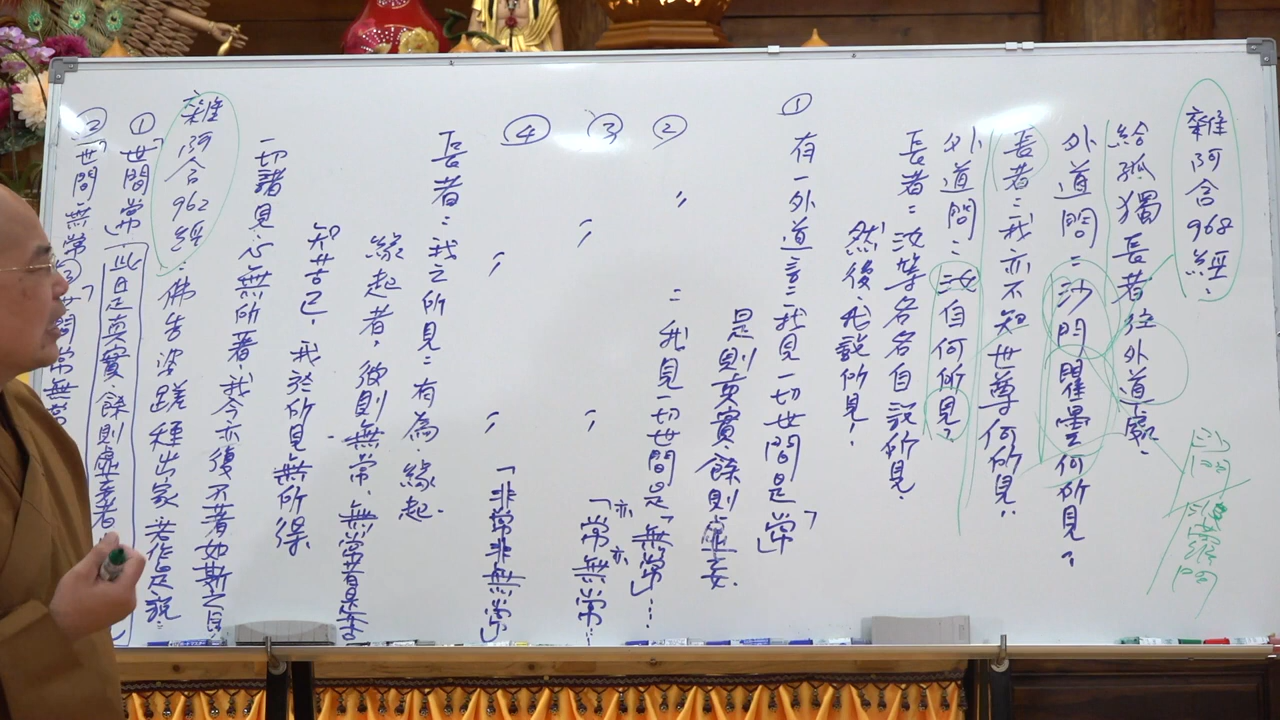 雜阿含968經：
給孤獨長者往外道處．
外道問：沙門瞿曇何所見？
長者：我亦不知世尊何所見！
外道問：汝自何所見？
長者：汝等各各自說所見．
然後，我說所見！
① 有一外道言：我見一切世間是「常」
是則真實、餘則虛妄．
② 〃 ：我見一切世間是「無常」…
③ 〃 〃 「亦常亦無常…
④ 〃 〃 「非常非無常」
長者：我之所見：有為．緣起．
緣起者，彼則無常、無常者是苦
知苦已，我於所見無所得．
一切諸見心無所著，我今亦復不著如斯之見
雜阿含962經：佛告婆蹉種出家 若作是說：
①「世間常」此是真實、餘則虛妄者
②「世間無常③「世間常無常
沙門
婆羅門